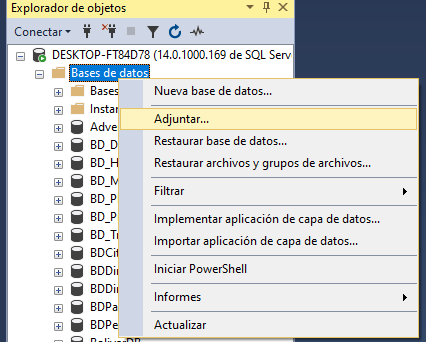 Explorador de objetos
Conectar
DESKTOP-FT84D78 (14.0.1000.169 de SQL Serv
Bases de datos
Bases
Instar
Adve
BD_D
BD_H
BD_M
BD_P
BD_P
BD_Tr
BDCit
BDDir
BDDir
BDPa
BDPe
BolivarDB
Nueva base de datos...
Adjuntar...
Restaurar base de datos...
Restaurar archivos y grupos de archivos...
Filtrar
Implementar aplicación de capa de datos...
Importar aplicación de capa de datos...
Iniciar PowerShell
Informes
Actualizar